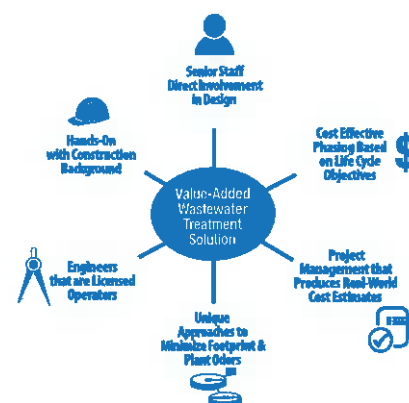 Senior Staff
Direct Involvement
in Design
Hands-On
with Construction
Background
Cost Effective
Phasing Based
on Life Cycle
Objectives
$
Value-Added
Wastewater
Treatment
Solution
Engineers
that are Licensed
Operators
Project
Management that
Produces Real-World
Cost Estimates
Unique
Approaches to
Minimize Footprint &
Plant Odors